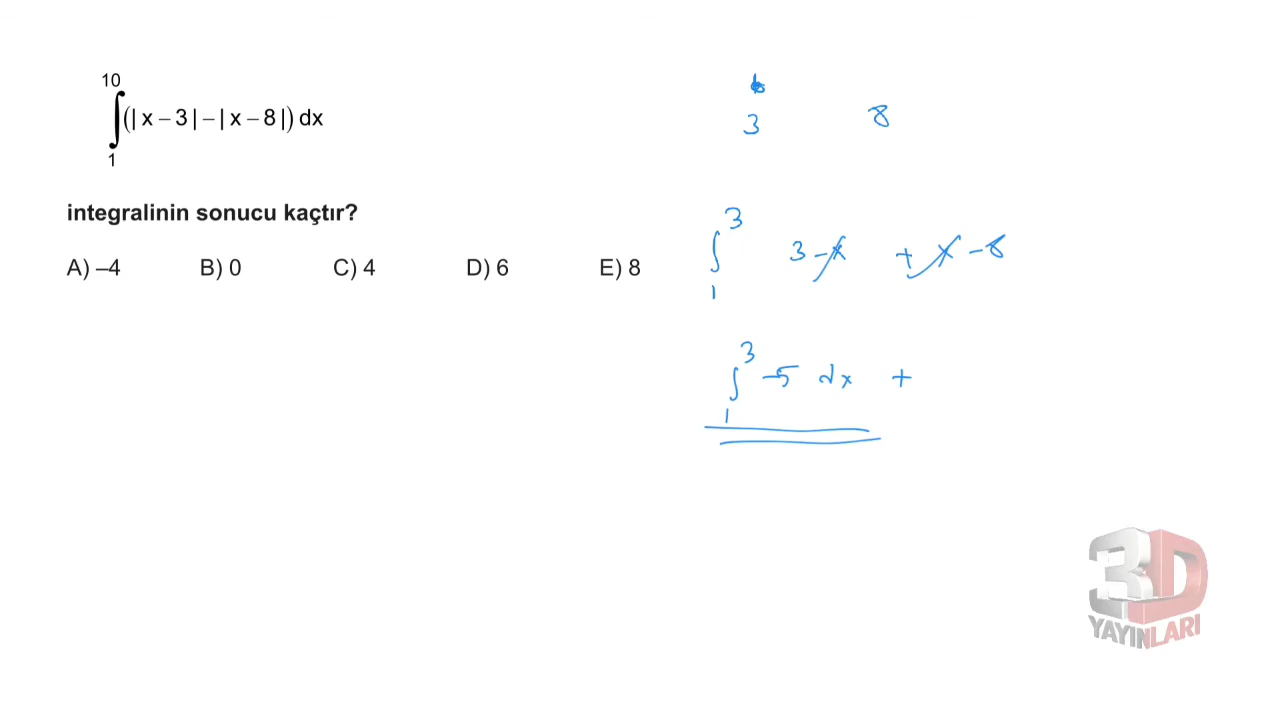 10
∫(|x−3|−|x−8|) dx
1
integralinin sonucu kaçtır?
A) –4 B) 0 C) 4 D) 6 E) 8
3 8
3
∫ 3−x + x−8
1
3
∫ −5 dx +
1
3D
YAYINLARI